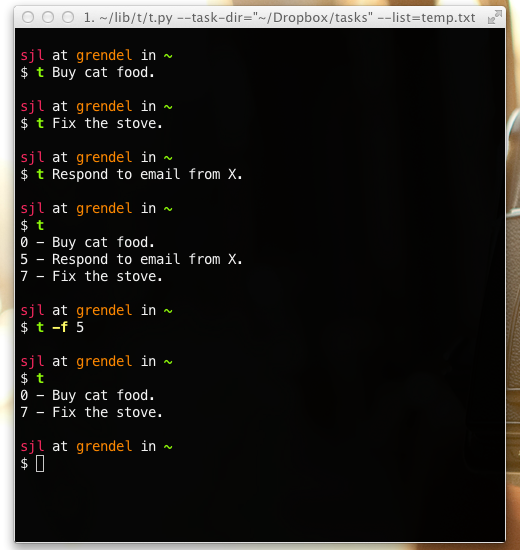 1. ~/lib/t/t.py --task-dir="~/Dropbox/tasks" --list=temp.txt
sjl at grendel in ~
$ t Buy cat food.
sjl at grendel in ~
$ t Fix the stove.
sjl at grendel in ~
$ t Respond to email from X.
sjl at grendel in ~
$ t
0 - Buy cat food.
5 - Respond to email from X.
7 - Fix the stove.
sjl at grendel in ~
$ t -f 5
sjl at grendel in ~
$ t
0 - Buy cat food.
7 - Fix the stove.
sjl at grendel in ~
$